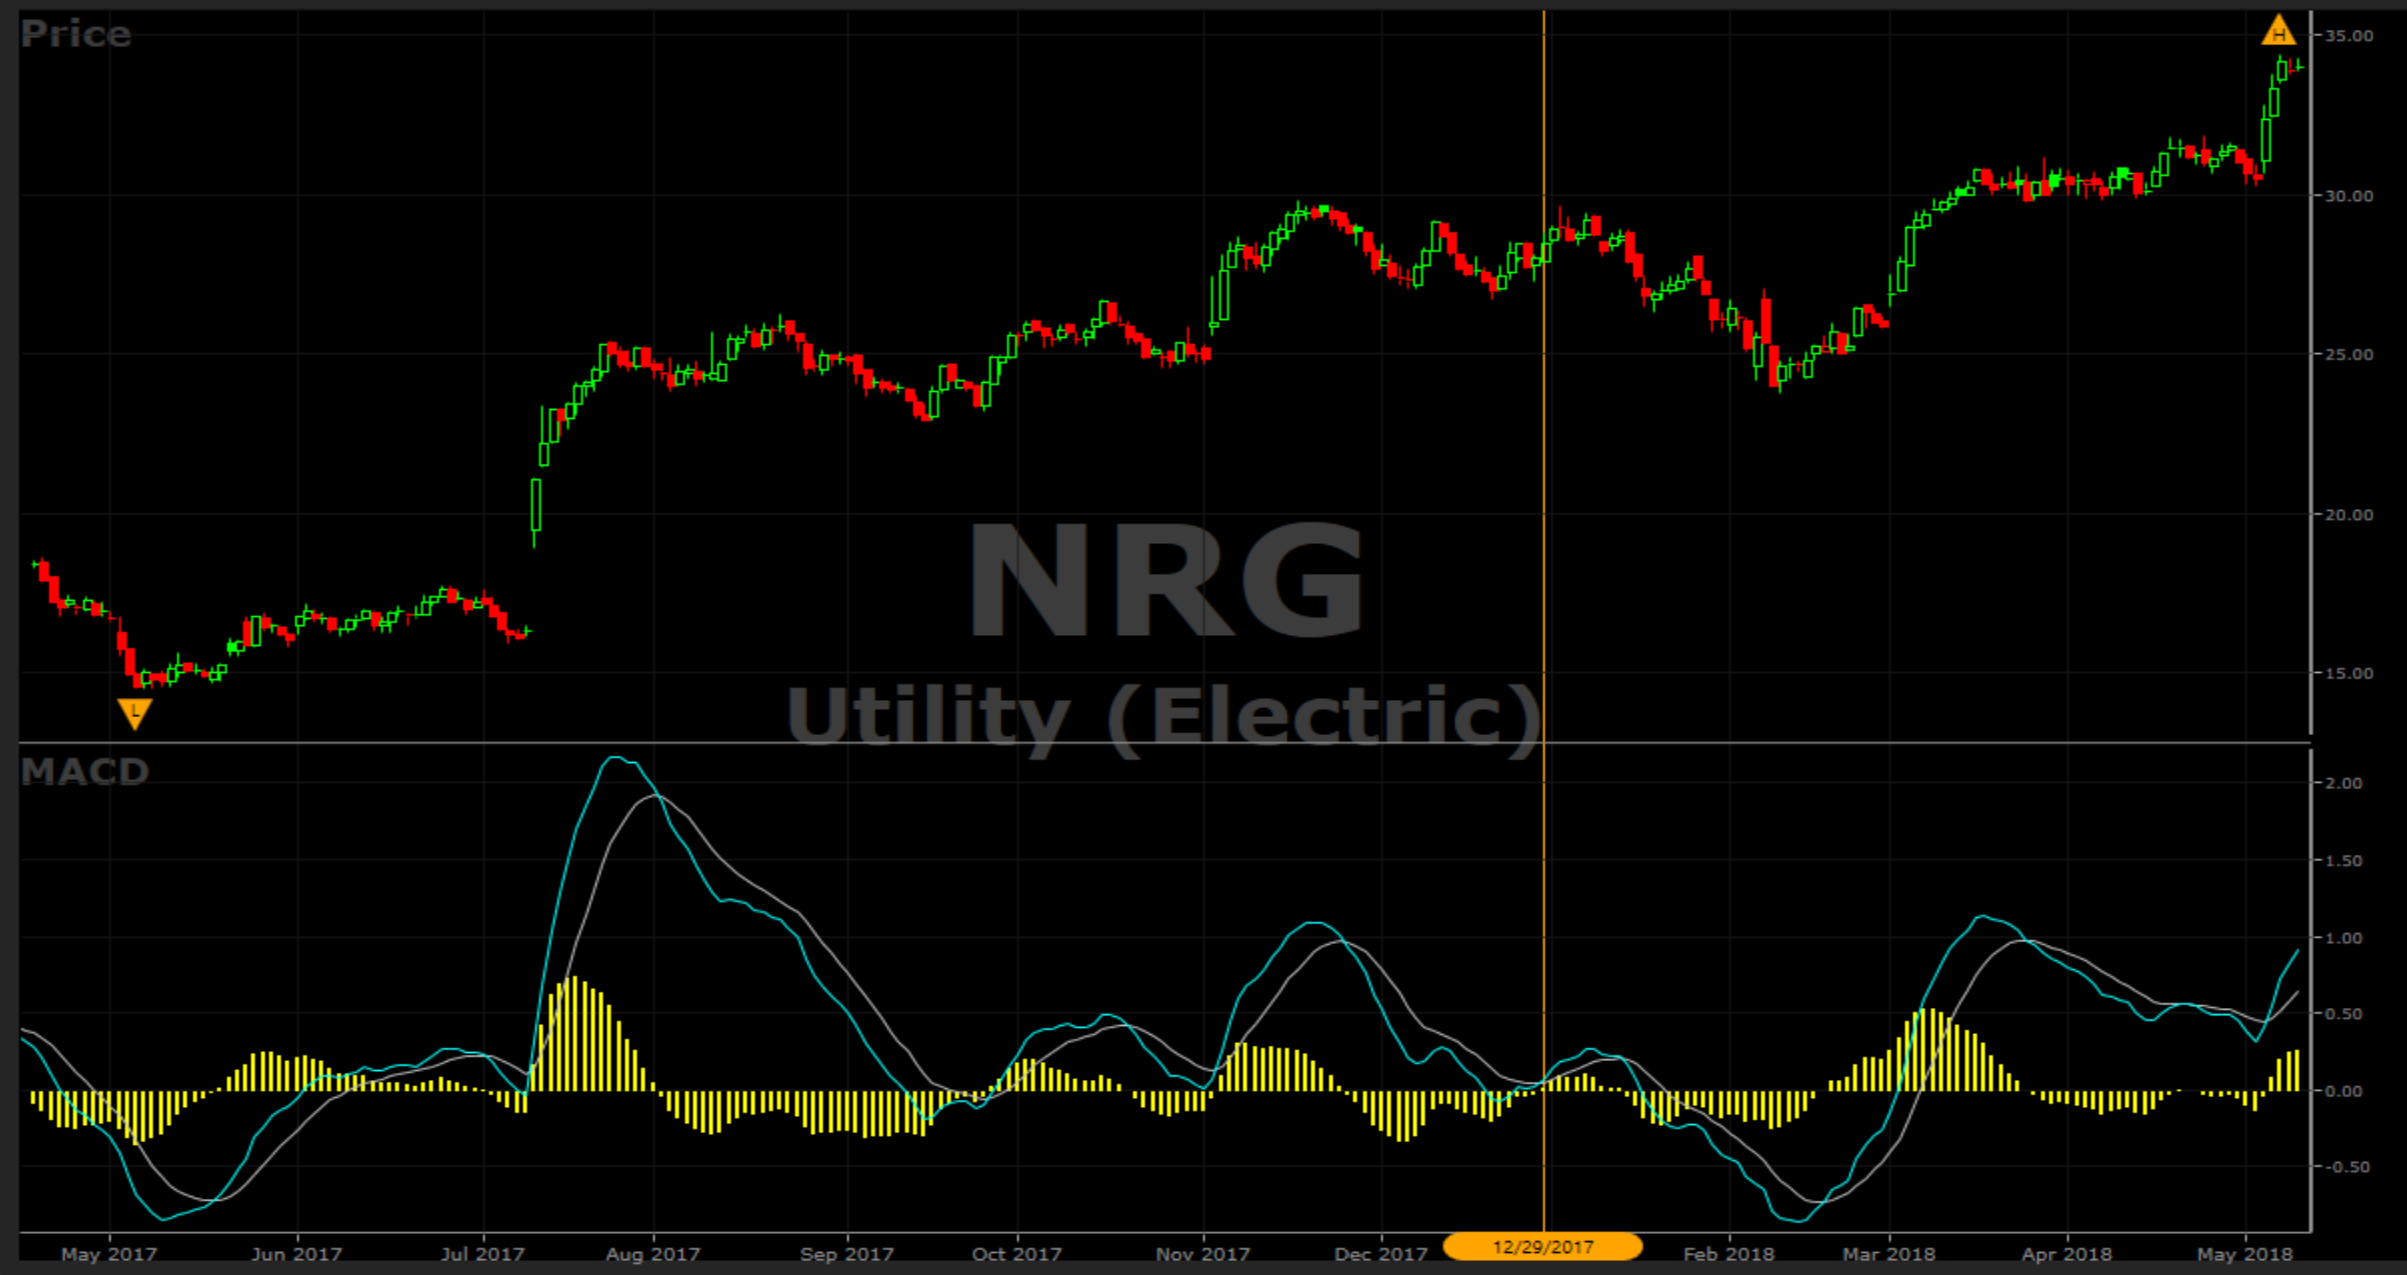 Price
H
35.00
30.00
25.00
20.00
15.00
NRG
Utility (Electric)
L
MACD
2.00
1.50
1.00
0.50
0.00
-0.50
May 2017 Jun 2017 Jul 2017 Aug 2017 Sep 2017 Oct 2017 Nov 2017 Dec 2017 12/29/2017 Feb 2018 Mar 2018 Apr 2018 May 2018